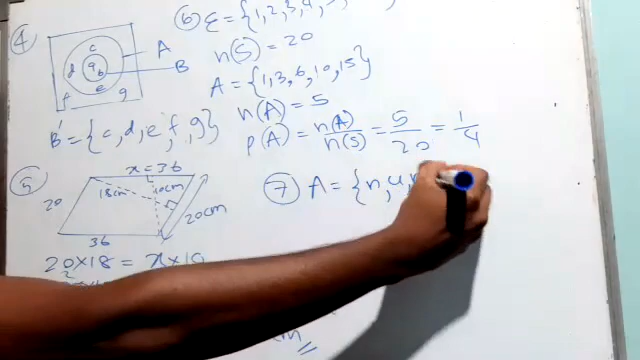 ④
A
B
c
d
a
b
e
f
g
B' = {c, d, e, f, g}
⑤
x = 36
18cm
10cm
20
20cm
36
20×18 = x×10
⑥ ε = {1, 2, 3, 4,
n(S) = 20
A = {1, 3, 6, 10, 15}
n(A) = 5
P(A) = n(A)/n(S) = 5/20 = 1/4
⑦ A = {n, u,